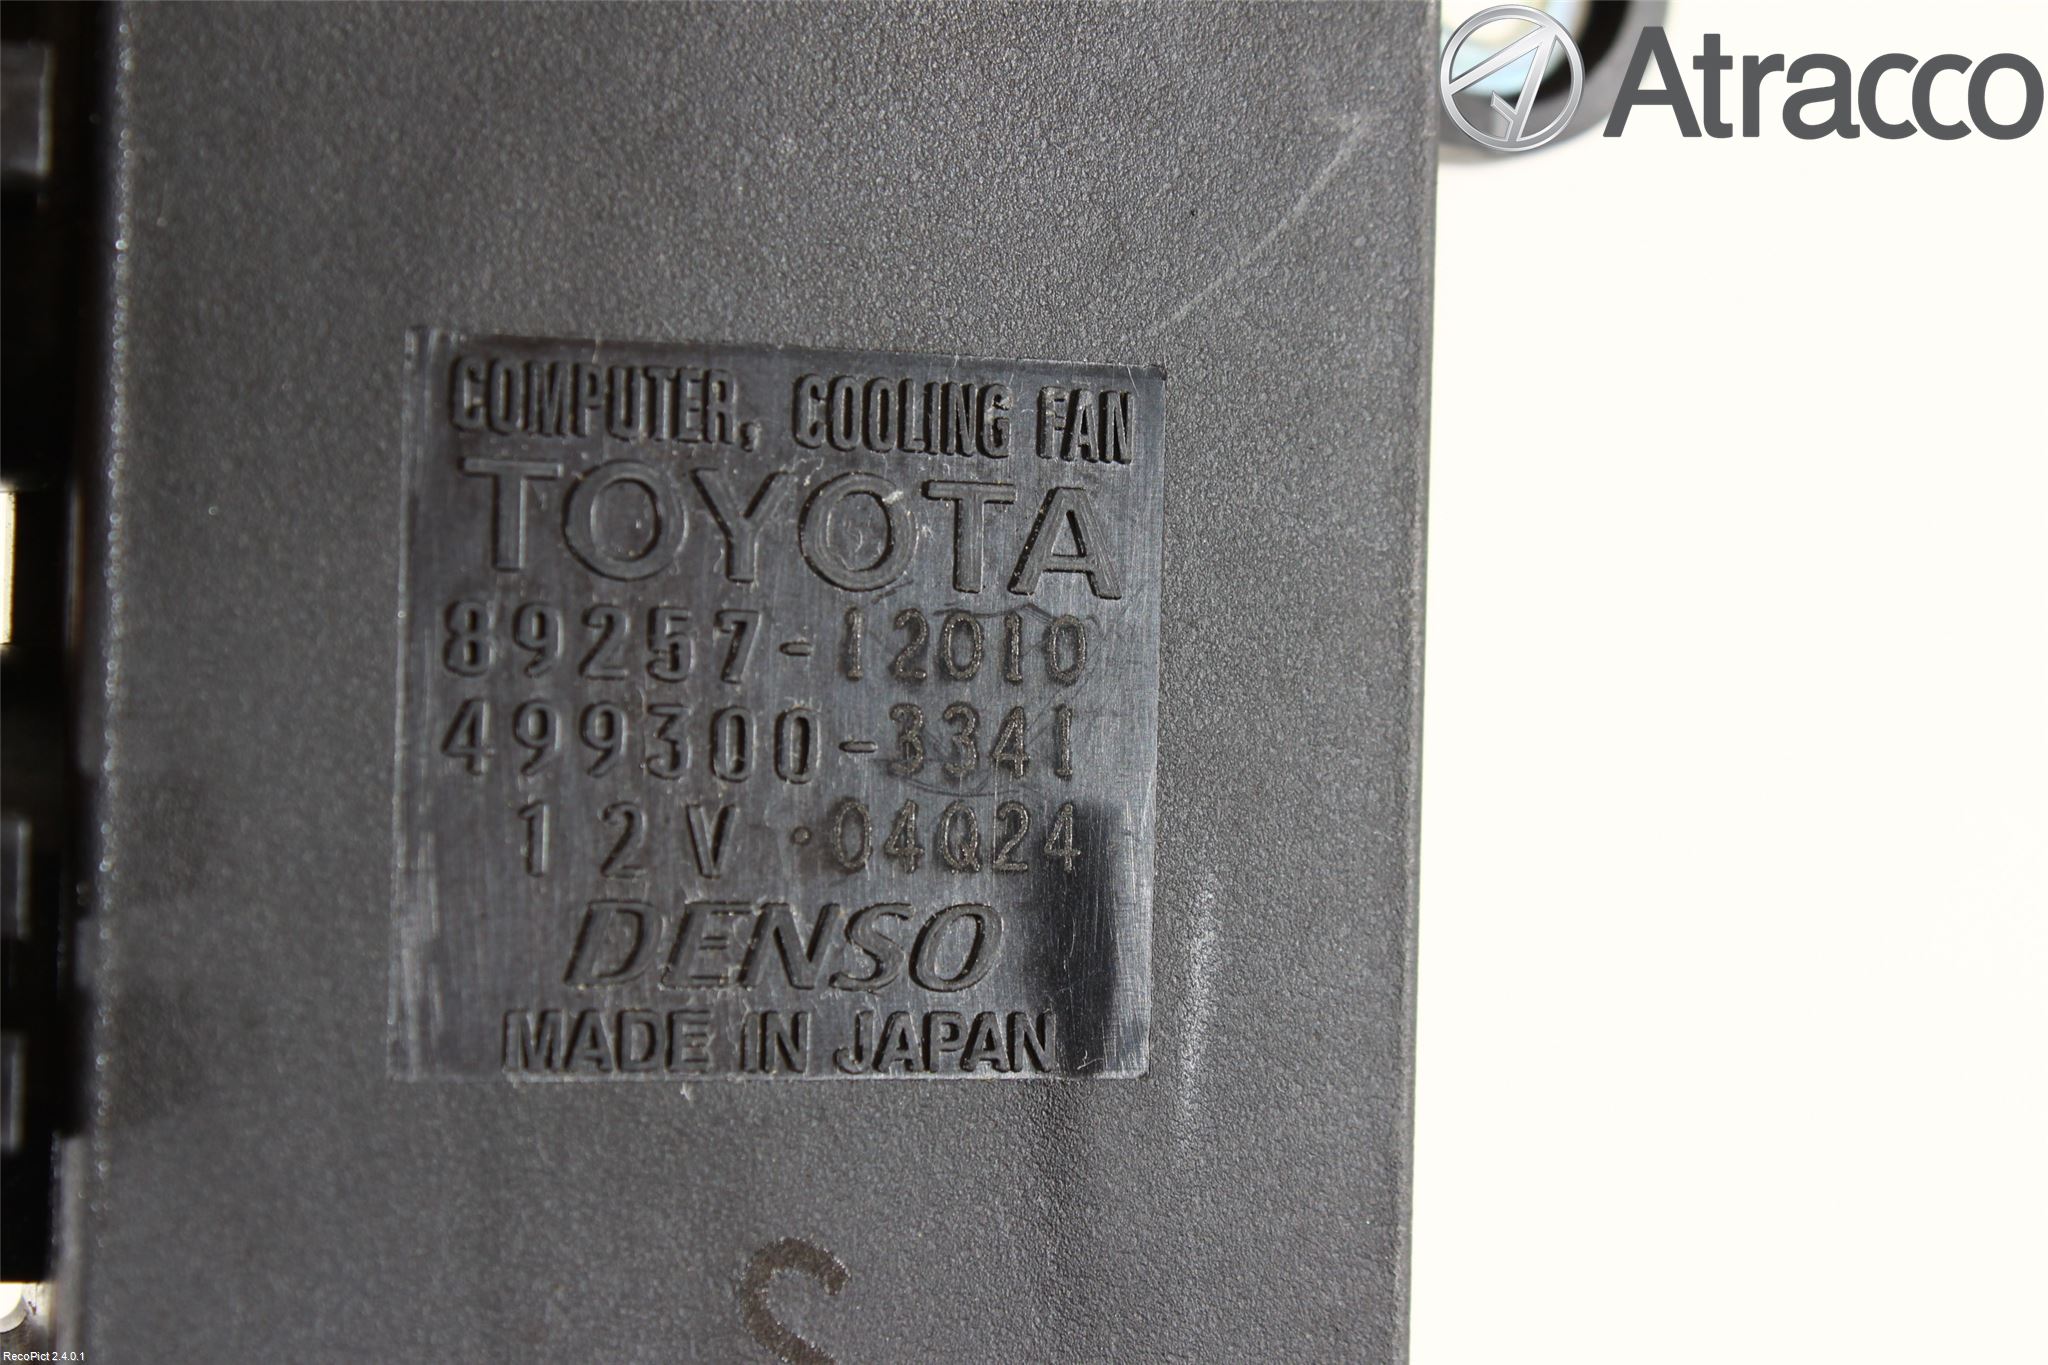 Atracco
COMPUTER, COOLING FAN
TOYOTA
89257-12010
499300-3341
12V ·04Q24
DENSO
MADE IN JAPAN
RecoPict 2.4.0.1